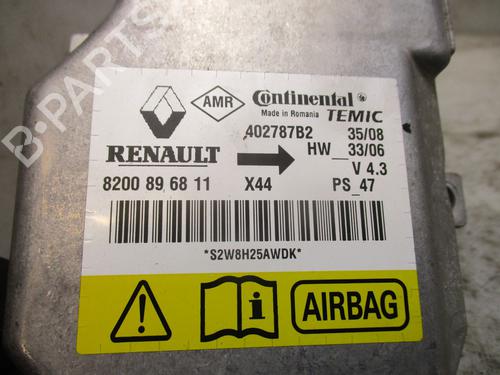 B-PARTS
AMR
Continental
Made in Romania TEMIC
402787B2 35/08
RENAULT HW__33/06
V 4.3
8200 89 68 11 X44 PS_47
*S2W8H25AWDK*
AIRBAG